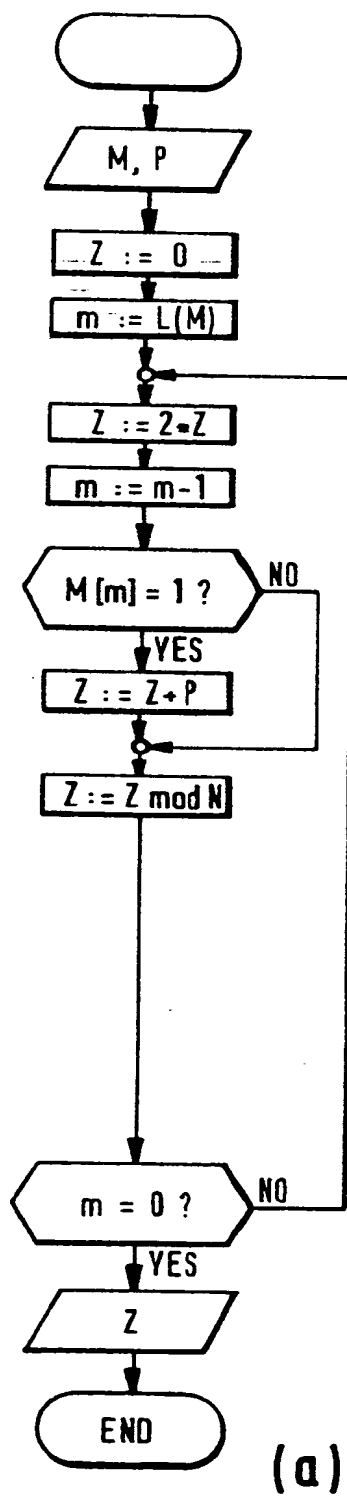 M, P
Z := 0
m := L(M)
Z := 2*Z
m := m-1
M[m] = 1 ?
NO
YES
Z := Z+P
Z := Z mod N
m = 0 ?
NO
YES
Z
END
(a)